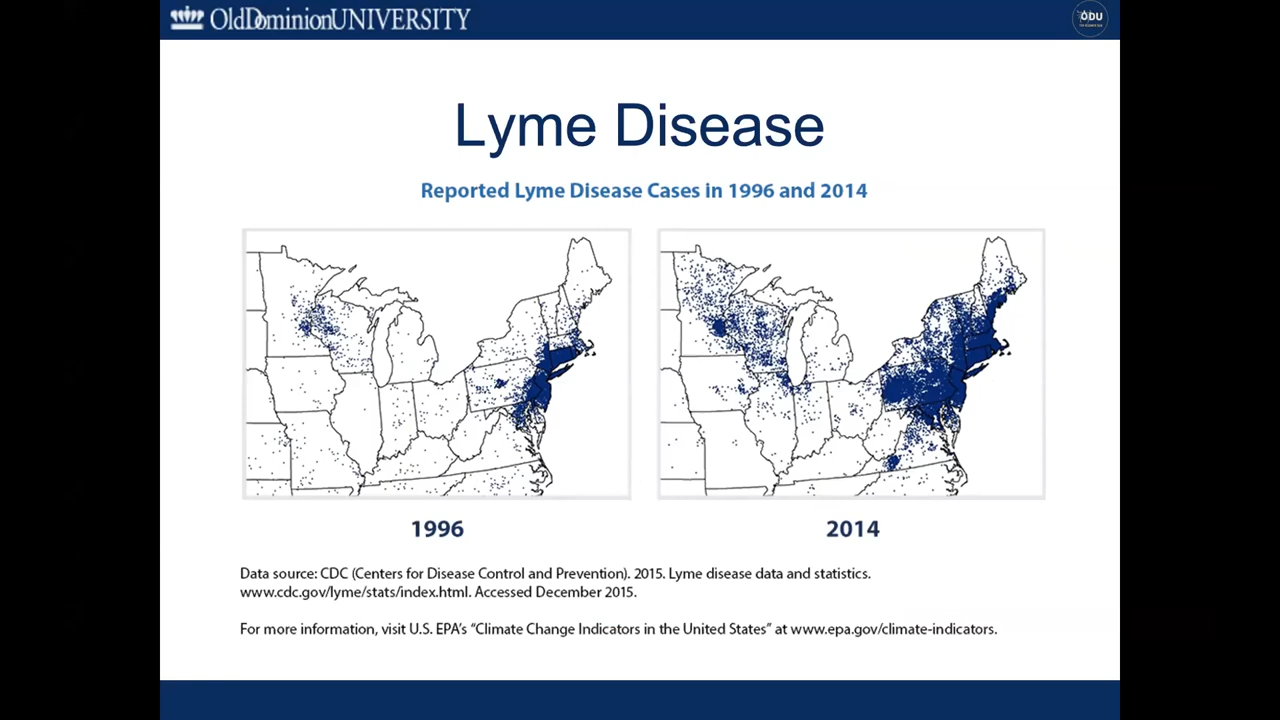 OldDominionUNIVERSITY
ODU
Lyme Disease
Reported Lyme Disease Cases in 1996 and 2014
1996
2014
Data source: CDC (Centers for Disease Control and Prevention). 2015. Lyme disease data and statistics.
www.cdc.gov/lyme/stats/index.html. Accessed December 2015.
For more information, visit U.S. EPA’s “Climate Change Indicators in the United States” at www.epa.gov/climate-indicators.